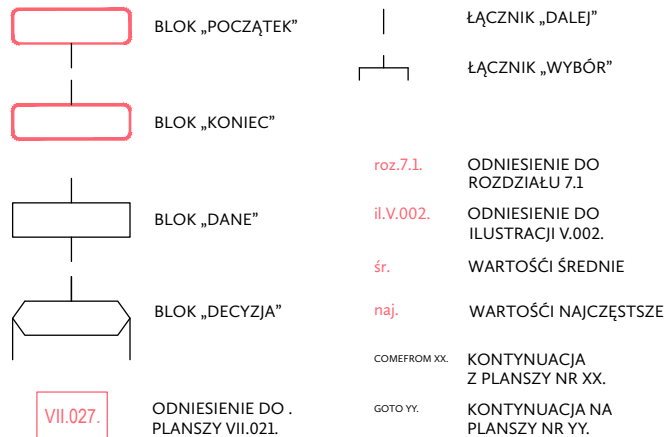 BLOK „POCZĄTEK”
BLOK „KONIEC”
BLOK „DANE”
BLOK „DECYZJA”
VII.027.
ODNIESIENIE DO .
PLANSZY VII.021.
ŁĄCZNIK „DALEJ”
ŁĄCZNIK „WYBÓR”
roz.7.1.
ODNIESIENIE DO
ROZDZIAŁU 7.1
il.V.002.
ODNIESIENIE DO
ILUSTRACJI V.002.
śr.
WARTOŚĆI ŚREDNIE
naj.
WARTOŚĆI NAJCZĘSTSZE
COMEFROM XX.
KONTYNUACJA
Z PLANSZY NR XX.
GOTO YY.
KONTYNUACJA NA
PLANSZY NR YY.